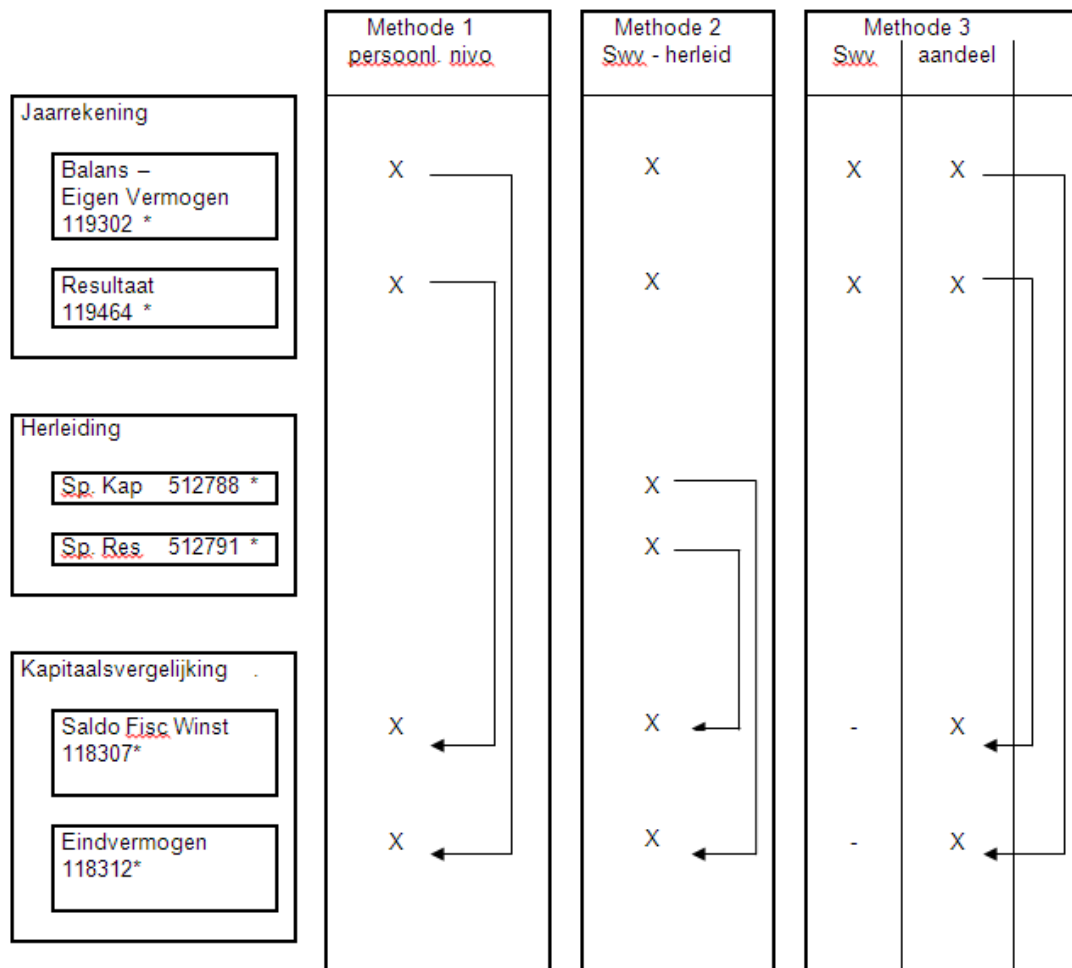 Methode 1
persoonl. nivo
Methode 2
Swv - herleid
Methode 3
Swv aandeel
Jaarrekening
Balans – X X X X
Eigen Vermogen
119302 *
Resultaat X X X X
119464 *
Herleiding
Sp. Kap 512788 * X
Sp. Res 512791 * X
Kapitaalsvergelijking .
Saldo Fisc Winst X X - X
118307*
Eindvermogen X X - X
118312*